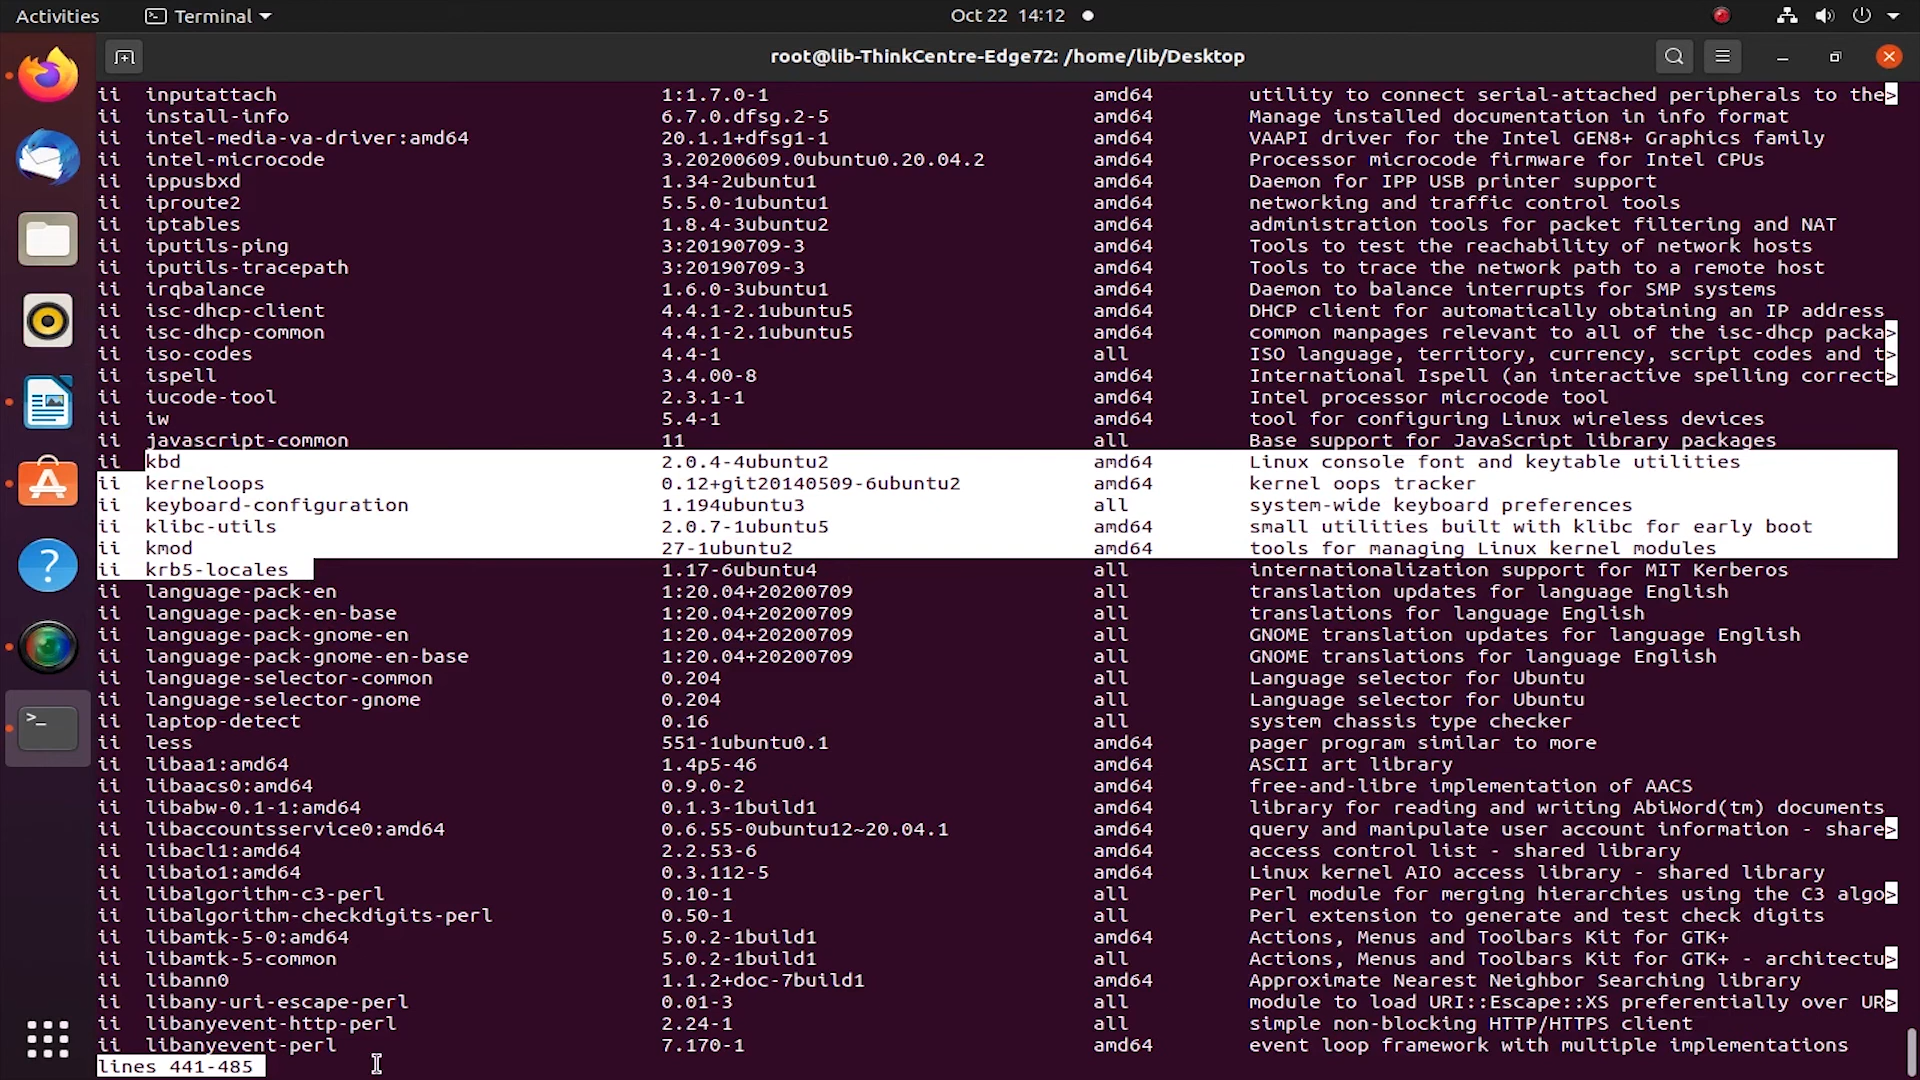 Activities Terminal Oct 22 14:12
root@lib-ThinkCentre-Edge72: /home/lib/Desktop
ii inputattach 1:1.7.0-1 amd64 utility to connect serial-attached peripherals to the>
ii install-info 6.7.0.dfsg.2-5 amd64 Manage installed documentation in info format
ii intel-media-va-driver:amd64 20.1.1+dfsg1-1 amd64 VAAPI driver for the Intel GEN8+ Graphics family
ii intel-microcode 3.20200609.0ubuntu0.20.04.2 amd64 Processor microcode firmware for Intel CPUs
ii ippusbxd 1.34-2ubuntu1 amd64 Daemon for IPP USB printer support
ii iproute2 5.5.0-1ubuntu1 amd64 networking and traffic control tools
ii iptables 1.8.4-3ubuntu2 amd64 administration tools for packet filtering and NAT
ii iputils-ping 3:20190709-3 amd64 Tools to test the reachability of network hosts
ii iputils-tracepath 3:20190709-3 amd64 Tools to trace the network path to a remote host
ii irqbalance 1.6.0-3ubuntu1 amd64 Daemon to balance interrupts for SMP systems
ii isc-dhcp-client 4.4.1-2.1ubuntu5 amd64 DHCP client for automatically obtaining an IP address
ii isc-dhcp-common 4.4.1-2.1ubuntu5 amd64 common manpages relevant to all of the isc-dhcp packa>
ii iso-codes 4.4-1 all ISO language, territory, currency, script codes and t>
ii ispell 3.4.00-8 amd64 International Ispell (an interactive spelling correct>
ii iucode-tool 2.3.1-1 amd64 Intel processor microcode tool
ii iw 5.4-1 amd64 tool for configuring Linux wireless devices
ii javascript-common 11 all Base support for JavaScript library packages
ii kbd 2.0.4-4ubuntu2 amd64 Linux console font and keytable utilities
ii kerneloops 0.12+git20140509-6ubuntu2 amd64 kernel oops tracker
ii keyboard-configuration 1.194ubuntu3 all system-wide keyboard preferences
ii klibc-utils 2.0.7-1ubuntu5 amd64 small utilities built with klibc for early boot
ii kmod 27-1ubuntu2 amd64 tools for managing Linux kernel modules
ii krb5-locales 1.17-6ubuntu4 all internationalization support for MIT Kerberos
ii language-pack-en 1:20.04+20200709 all translation updates for language English
ii language-pack-en-base 1:20.04+20200709 all translations for language English
ii language-pack-gnome-en 1:20.04+20200709 all GNOME translation updates for language English
ii language-pack-gnome-en-base 1:20.04+20200709 all GNOME translations for language English
ii language-selector-common 0.204 all Language selector for Ubuntu
ii language-selector-gnome 0.204 all Language selector for Ubuntu
ii laptop-detect 0.16 all system chassis type checker
ii less 551-1ubuntu0.1 amd64 pager program similar to more
ii libaa1:amd64 1.4p5-46 amd64 ASCII art library
ii libaacs0:amd64 0.9.0-2 amd64 free-and-libre implementation of AACS
ii libabw-0.1-1:amd64 0.1.3-1build1 amd64 library for reading and writing AbiWord(tm) documents
ii libaccountsservice0:amd64 0.6.55-0ubuntu12~20.04.1 amd64 query and manipulate user account information - share>
ii libacl1:amd64 2.2.53-6 amd64 access control list - shared library
ii libaio1:amd64 0.3.112-5 amd64 Linux kernel AIO access library - shared library
ii libalgorithm-c3-perl 0.10-1 all Perl module for merging hierarchies using the C3 algo>
ii libalgorithm-checkdigits-perl 0.50-1 all Perl extension to generate and test check digits
ii libamtk-5-0:amd64 5.0.2-1build1 amd64 Actions, Menus and Toolbars Kit for GTK+
ii libamtk-5-common 5.0.2-1build1 all Actions, Menus and Toolbars Kit for GTK+ - architectu>
ii libann0 1.1.2+doc-7build1 amd64 Approximate Nearest Neighbor Searching library
ii libany-uri-escape-perl 0.01-3 all module to load URI::Escape::XS preferentially over UR>
ii libanyevent-http-perl 2.24-1 all simple non-blocking HTTP/HTTPS client
ii libanyevent-perl 7.170-1 amd64 event loop framework with multiple implementations
lines 441-485